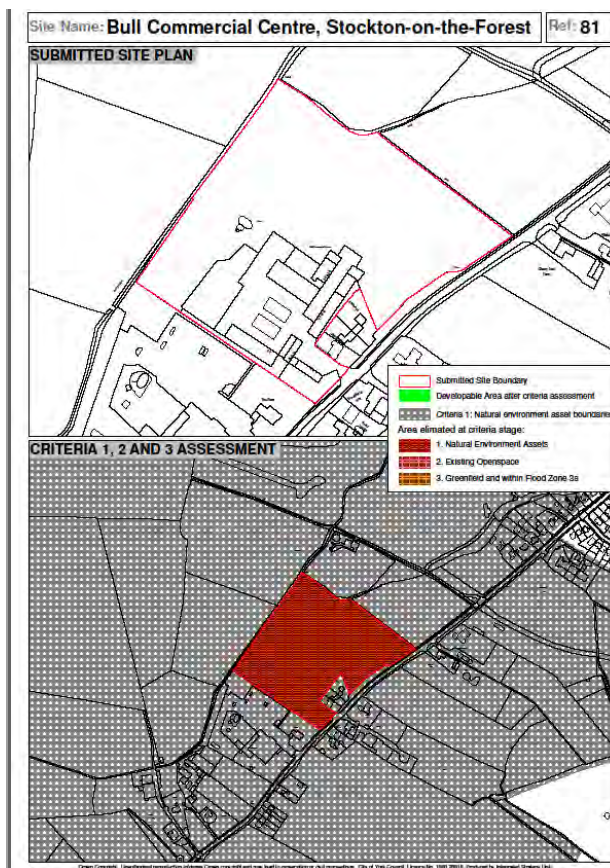 Site Name: Bull Commercial Centre, Stockton-on-the-Forest
Ref: 81
SUBMITTED SITE PLAN
Submitted Site Boundary
Developable Area after criteria assessment
Criteria 1: Natural environment asset boundaries
Area elimated at criteria stage:
1. Natural Environment Assets
2. Existing Openspace
3. Greenfield and within Flood Zone 3a
CRITERIA 1, 2 AND 3 ASSESSMENT